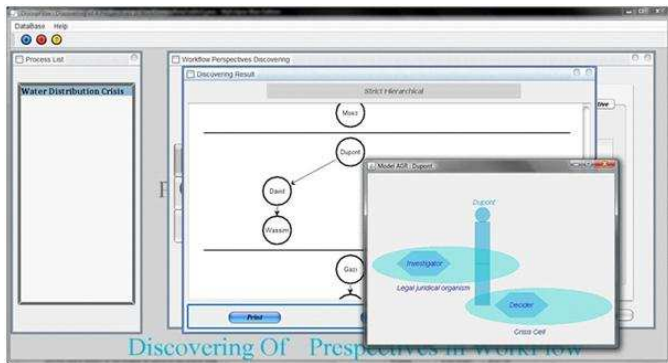 DataBase Help
Process List
Water Distribution Crisis
Workflow Perspectives Discovering
Discovering Result
Strict Hierarchical
Moez
Dupont
David
Wassim
Gazi
Print
Model AGR : Dupont
Dupont
Investigator
Legal juridical organism
Decider
Crisis Cell
Discovering Of Prespectives in WorkFlow